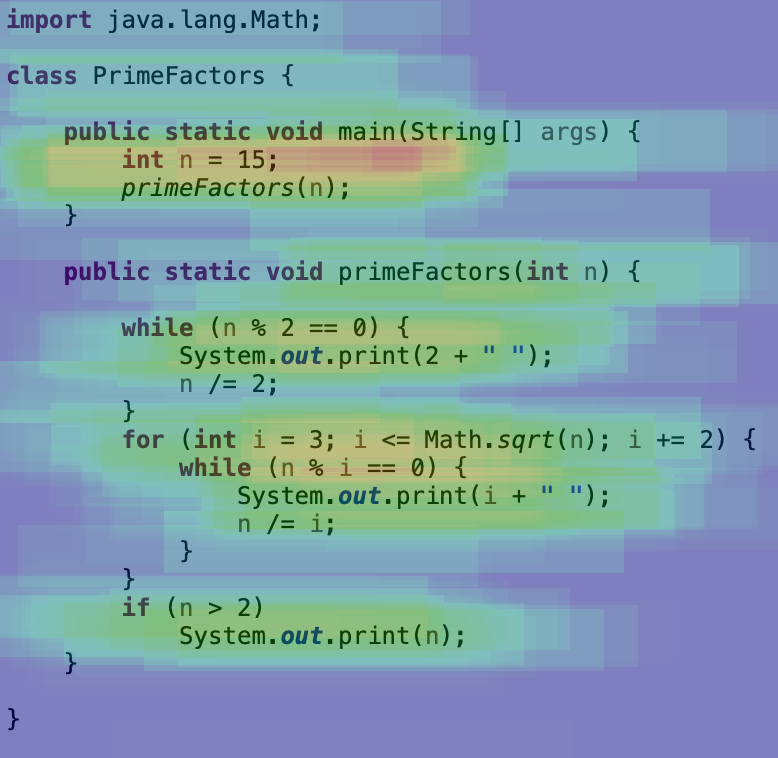 import java.lang.Math;
class PrimeFactors {
    public static void main(String[] args) {
        int n = 15;
        primeFactors(n);
    }
    public static void primeFactors(int n) {
        while (n % 2 == 0) {
            System.out.print(2 + " ");
            n /= 2;
        }
        for (int i = 3; i <= Math.sqrt(n); i += 2) {
            while (n % i == 0) {
                System.out.print(i + " ");
                n /= i;
            }
        }
        if (n > 2)
            System.out.print(n);
    }
}